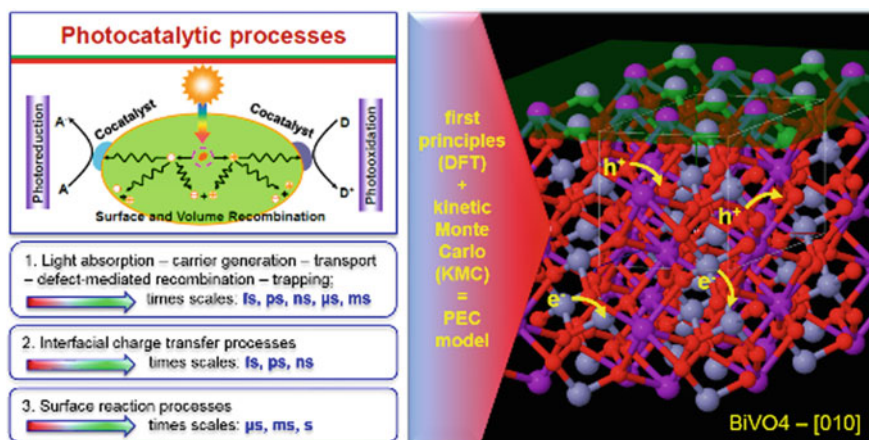 Photocatalytic processes
Photoreduction
A⁻
A
Cocatalyst
Cocatalyst
D
D⁺
Photooxidation
Surface and Volume Recombination
1. Light absorption – carrier generation – transport
– defect-mediated recombination – trapping;
times scales: fs, ps, ns, µs, ms
2. Interfacial charge transfer processes
times scales: fs, ps, ns
3. Surface reaction processes
times scales: µs, ms, s
first
principles
(DFT)
+
kinetic
Monte
Carlo
(KMC)
=
PEC
model
h⁺
h⁺
e⁻
e⁻
BiVO4 – [010]